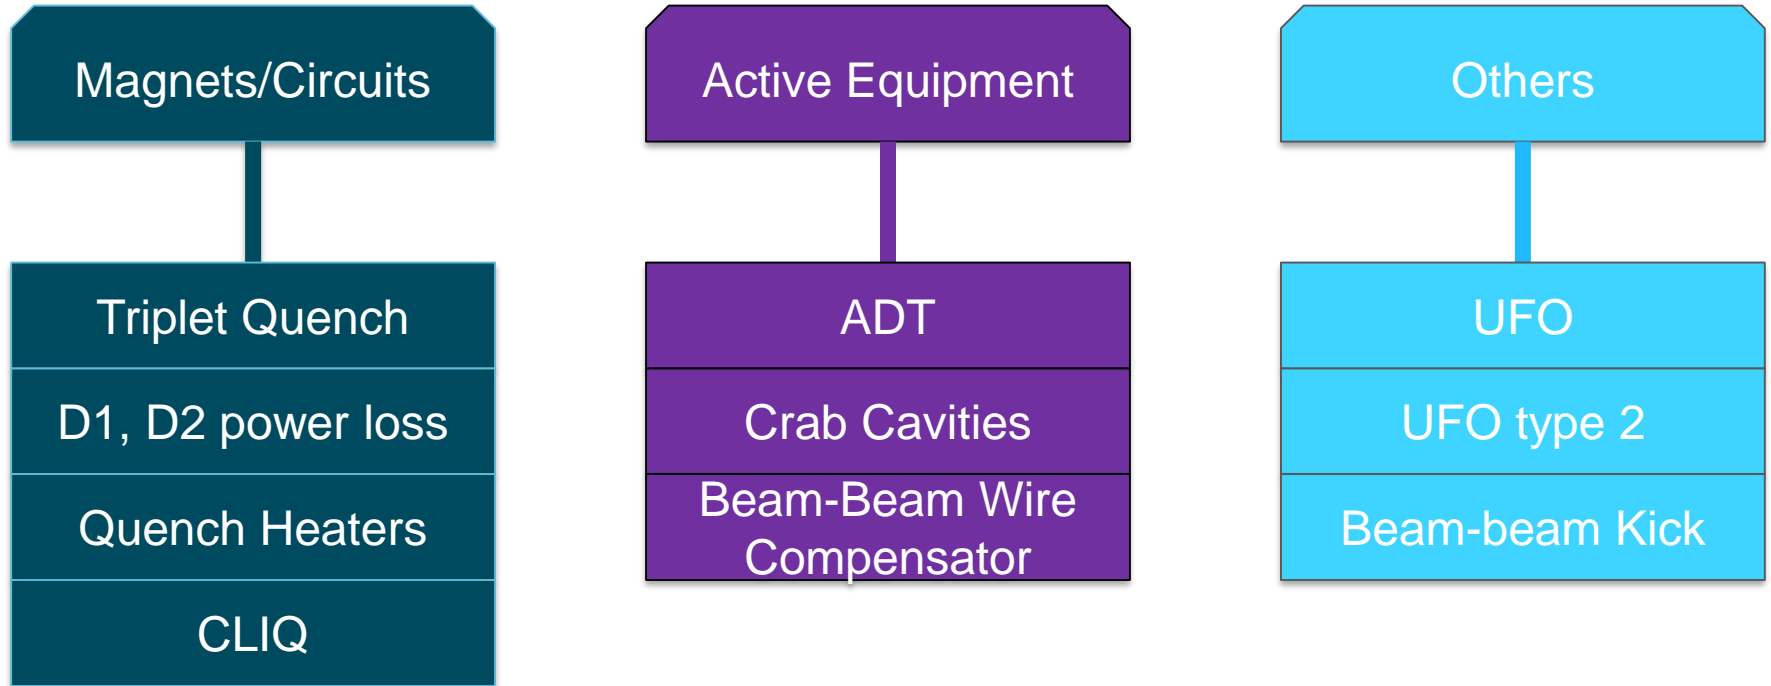 Magnets/Circuits
Triplet Quench
D1, D2 power loss
Quench Heaters
CLIQ
Active Equipment
ADT
Crab Cavities
Beam-Beam Wire
Compensator
Others
UFO
UFO type 2
Beam-beam Kick